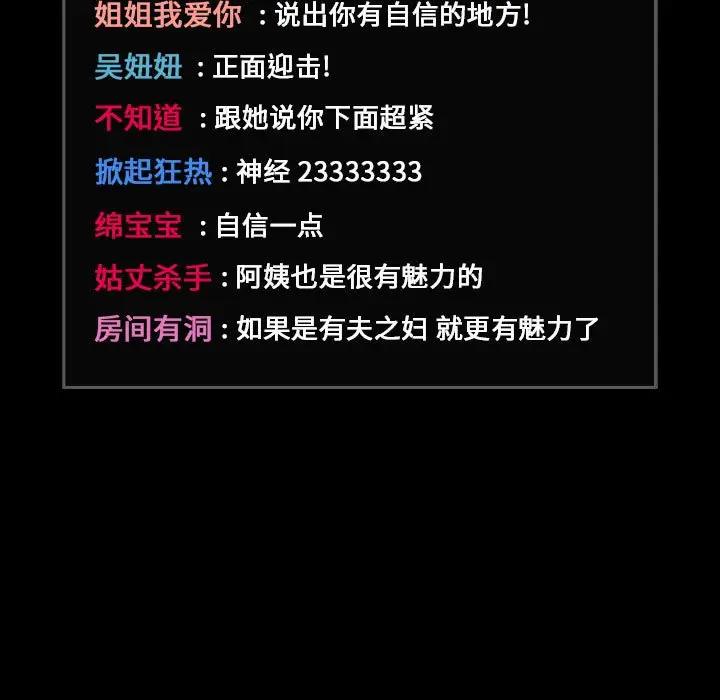 姐姐我爱你 : 说出你有自信的地方!
吴妞妞 : 正面迎击!
不知道 : 跟她说你下面超紧
掀起狂热 : 神经 23333333
绵宝宝 : 自信一点
姑丈杀手 : 阿姨也是很有魅力的
房间有洞 : 如果是有夫之妇 就更有魅力了